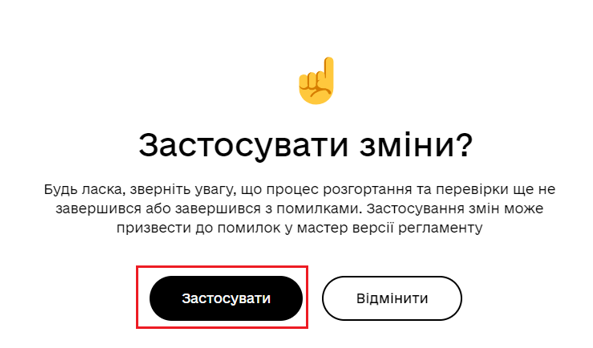 Застосувати зміни?
Будь ласка, зверніть увагу, що процес розгортання та перевірки ще не
завершився або завершився з помилками. Застосування змін може
призвести до помилок у мастер версії регламенту
Застосувати Відмінити